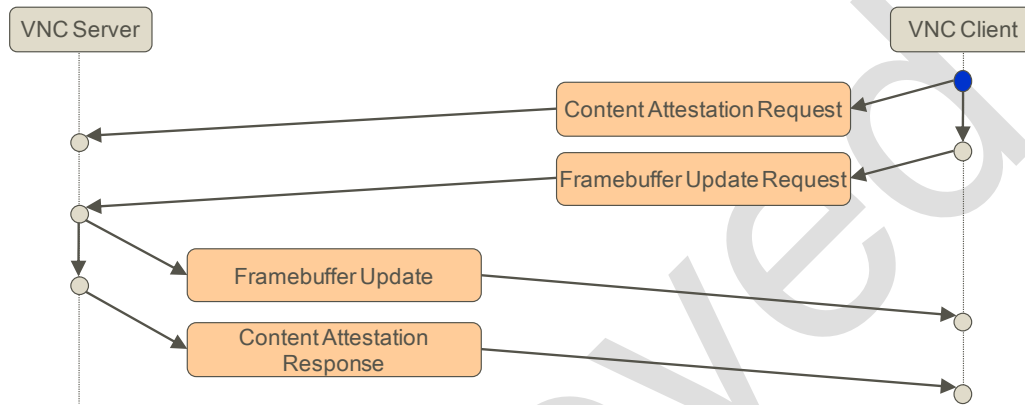 VNC Server
VNC Client
Content Attestation Request
Framebuffer Update Request
Framebuffer Update
Content Attestation
Response